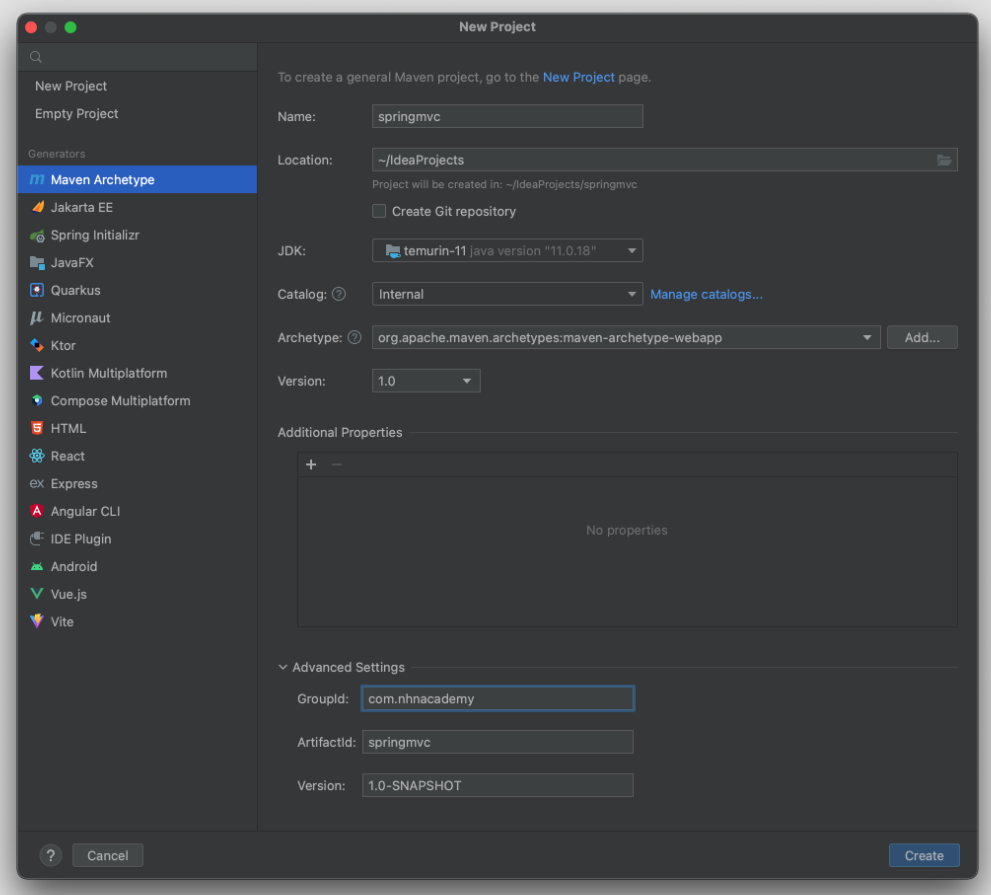 New Project
New Project
Empty Project
Generators
Maven Archetype
Jakarta EE
Spring Initializr
JavaFX
Quarkus
Micronaut
Ktor
Kotlin Multiplatform
Compose Multiplatform
HTML
React
Express
Angular CLI
IDE Plugin
Android
Vue.js
Vite
To create a general Maven project, go to the New Project page.
Name: springmvc
Location: ~/IdeaProjects
Project will be created in: ~/IdeaProjects/springmvc
Create Git repository
JDK: temurin-11 java version "11.0.18"
Catalog: ? Internal Manage catalogs...
Archetype: ? org.apache.maven.archetypes:maven-archetype-webapp Add...
Version: 1.0
Additional Properties
+ −
No properties
Advanced Settings
GroupId: com.nhnacademy
ArtifactId: springmvc
Version: 1.0-SNAPSHOT
? Cancel Create